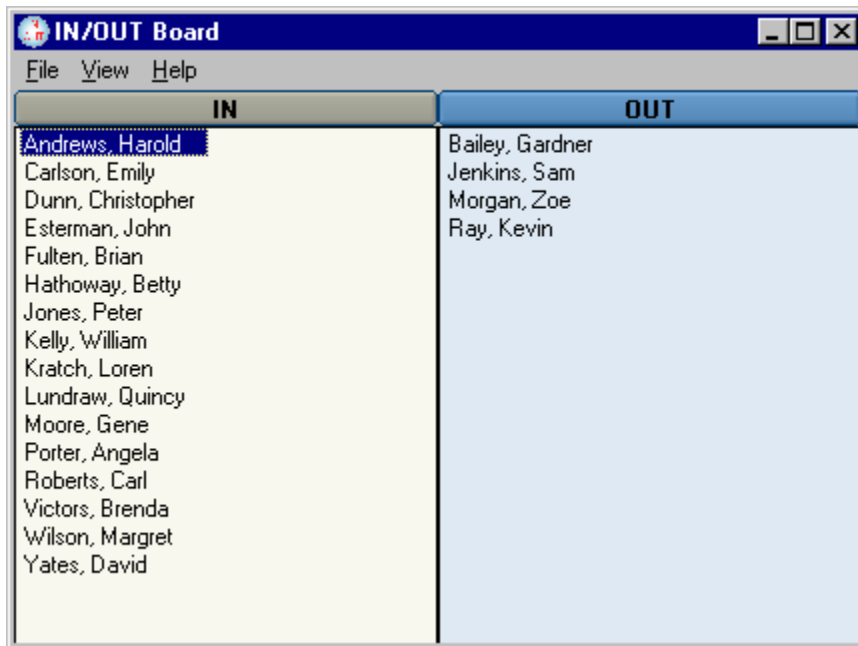 IN/OUT Board
File View Help
IN
Andrews, Harold
Carlson, Emily
Dunn, Christopher
Esterman, John
Fulten, Brian
Hathoway, Betty
Jones, Peter
Kelly, William
Kratch, Loren
Lundraw, Quincy
Moore, Gene
Porter, Angela
Roberts, Carl
Victors, Brenda
Wilson, Margret
Yates, David
OUT
Bailey, Gardner
Jenkins, Sam
Morgan, Zoe
Ray, Kevin